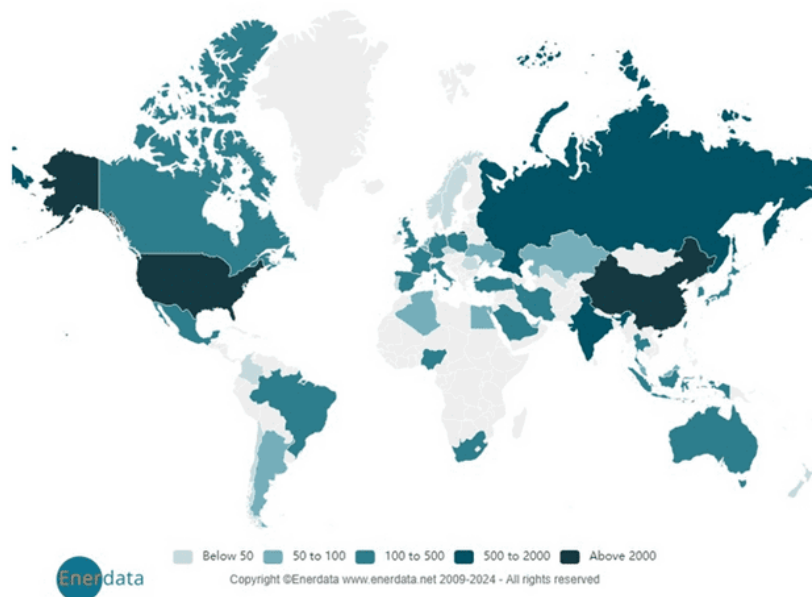 Below 50 50 to 100 100 to 500 500 to 2000 Above 2000
Enerdata
Copyright ©Enerdata www.enerdata.net 2009-2024 - All rights reserved